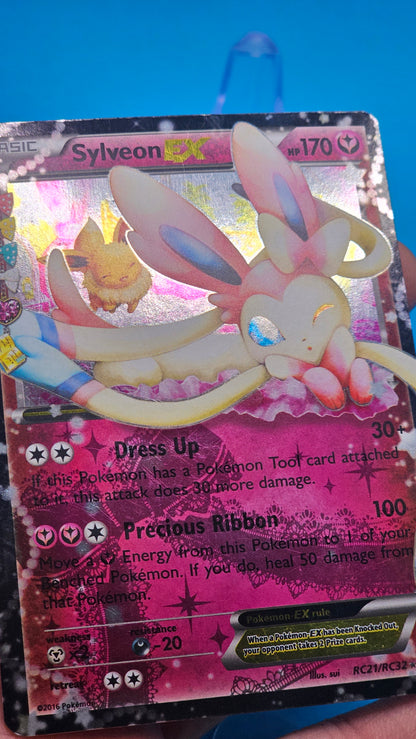 BASIC Sylveon EX HP170
Dress Up 30+
If this Pokémon has a Pokémon Tool card attached
to it, this attack does 30 more damage.
Precious Ribbon 100
Move a Energy from this Pokémon to 1 of your
Benched Pokémon. If you do, heal 50 damage from
that Pokémon.
Pokémon-EX rule
When a Pokémon-EX has been Knocked Out,
your opponent takes 2 Prize cards.
weakness resistance
×2 -20
retreat
Illus. sui RC21/RC32
©2016 Pokémon